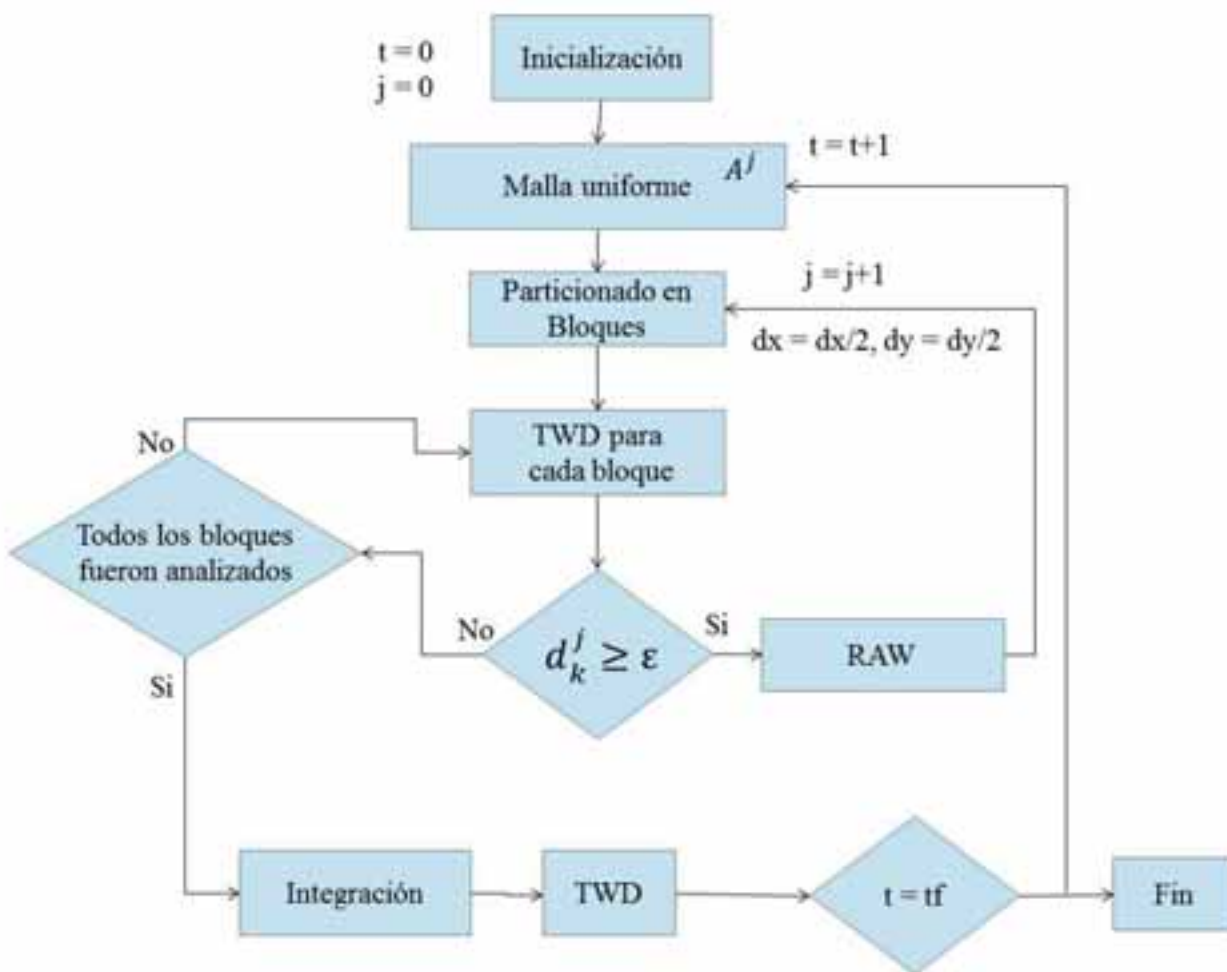 t = 0
j = 0
Inicialización
t = t+1
Malla uniforme
A^j
j = j+1
Particionado en
Bloques
dx = dx/2, dy = dy/2
TWD para
cada bloque
No
Todos los bloques
fueron analizados
No
d_k^j ≥ ε
Si
RAW
Si
Integración
TWD
t = tf
Fin